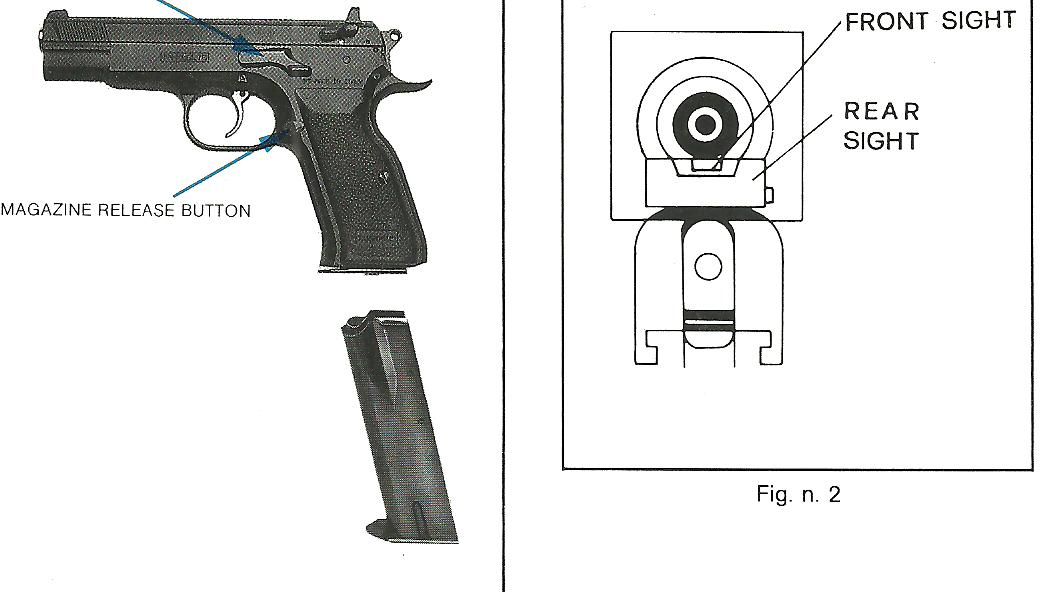 MAGAZINE RELEASE BUTTON
FRONT SIGHT
REAR
SIGHT
Fig. n. 2